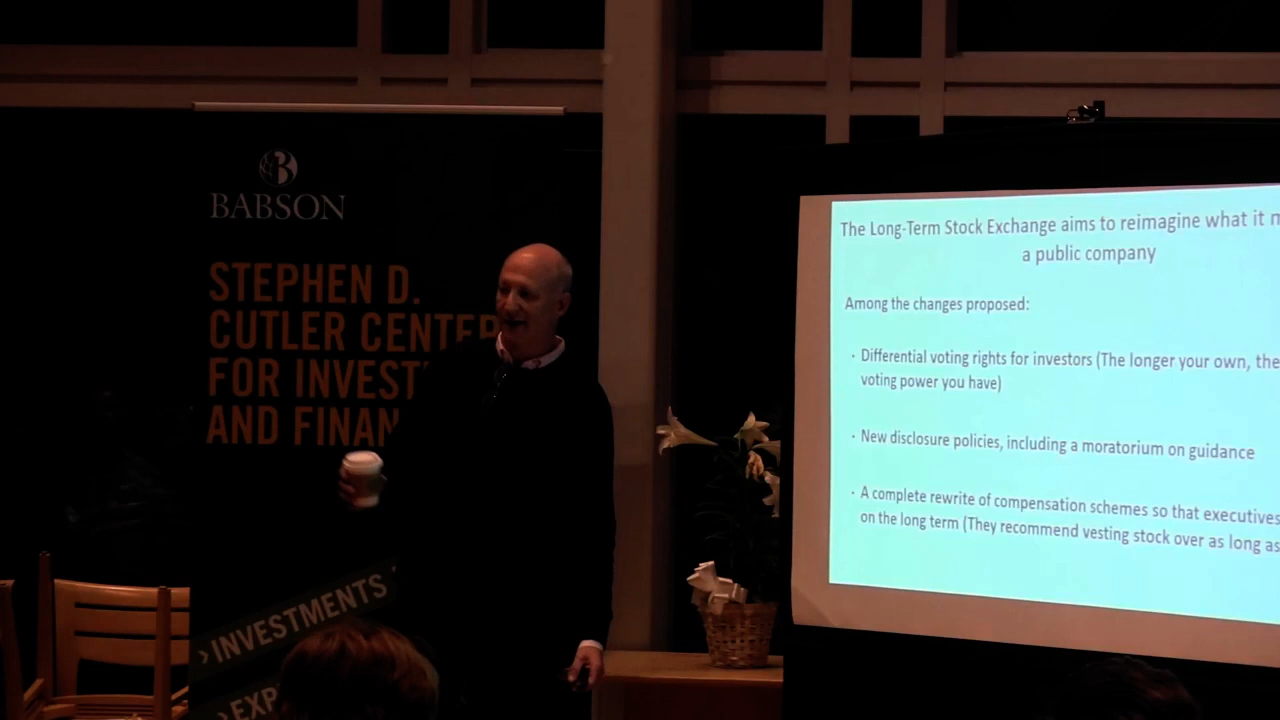 BABSON
STEPHEN D.
CUTLER CENTER
FOR INVEST
AND FINAN
INVESTMENTS
EXP
The Long-Term Stock Exchange aims to reimagine what it m
a public company
Among the changes proposed:
· Differential voting rights for investors (The longer your own, the
voting power you have)
· New disclosure policies, including a moratorium on guidance
· A complete rewrite of compensation schemes so that executives
on the long term (They recommend vesting stock over as long as